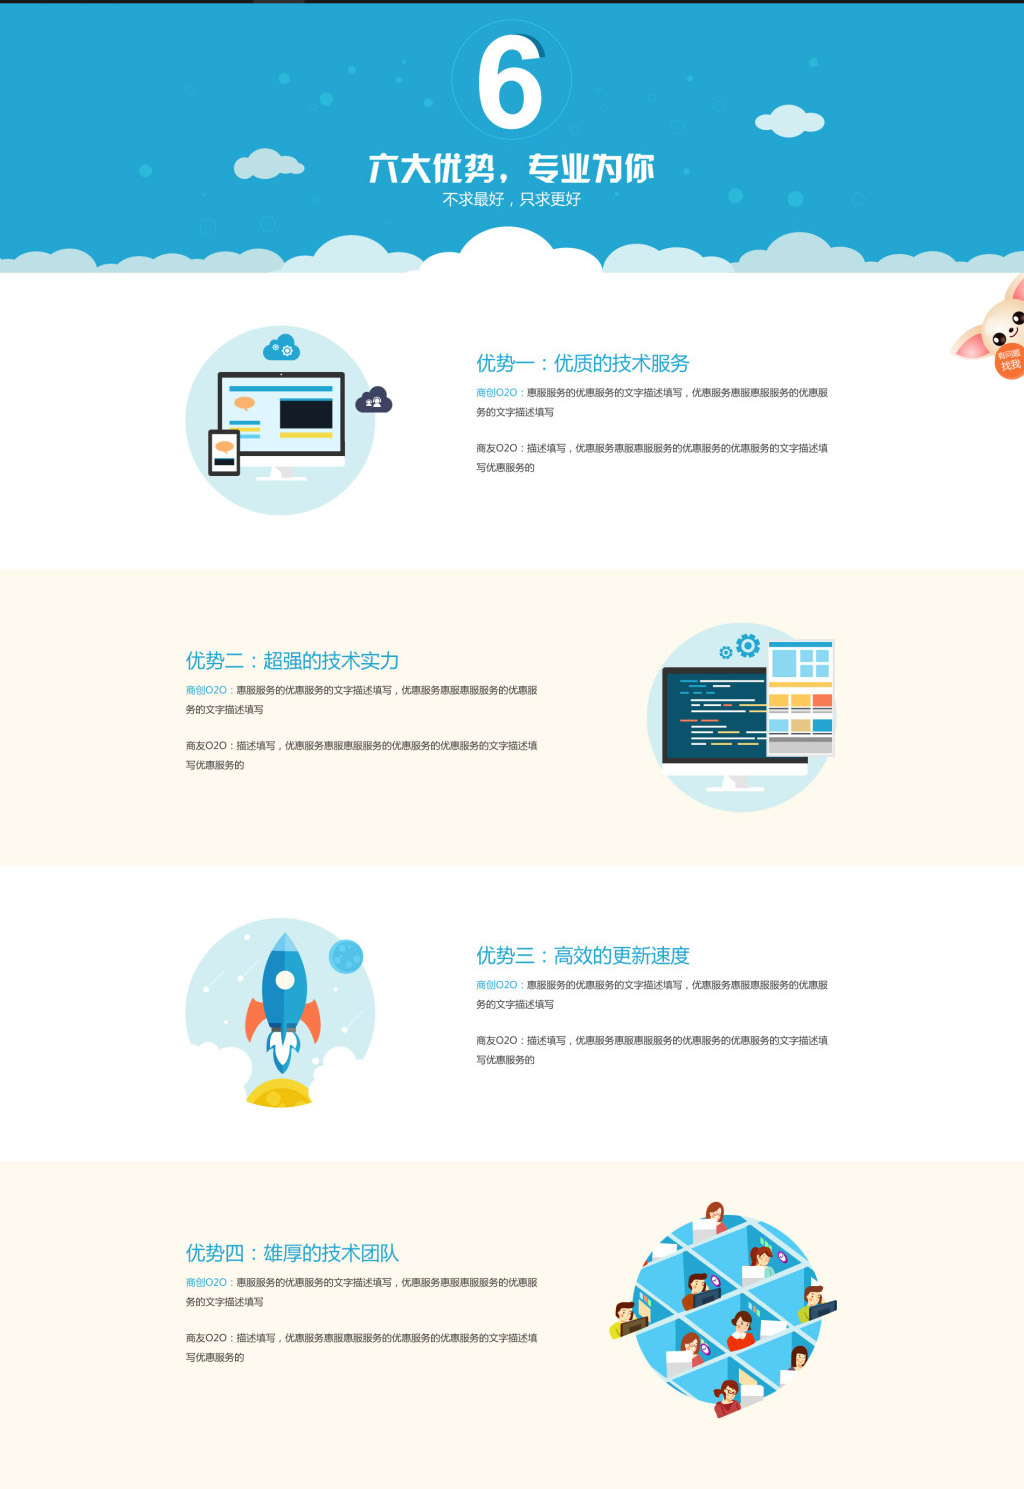 6
六大优势，专业为你
不求最好，只求更好
有问题
找我
优势一：优质的技术服务
商创O2O：惠服服务的优惠服务的文字描述填写，优惠服务惠服惠服服务的优惠服
务的文字描述填写
商友O2O：描述填写，优惠服务惠服惠服服务的优惠服务的优惠服务的文字描述填
写优惠服务的
优势二：超强的技术实力
商创O2O：惠服服务的优惠服务的文字描述填写，优惠服务惠服惠服服务的优惠服
务的文字描述填写
商友O2O：描述填写，优惠服务惠服惠服服务的优惠服务的优惠服务的文字描述填
写优惠服务的
优势三：高效的更新速度
商创O2O：惠服服务的优惠服务的文字描述填写，优惠服务惠服惠服服务的优惠服
务的文字描述填写
商友O2O：描述填写，优惠服务惠服惠服服务的优惠服务的优惠服务的文字描述填
写优惠服务的
优势四：雄厚的技术团队
商创O2O：惠服服务的优惠服务的文字描述填写，优惠服务惠服惠服服务的优惠服
务的文字描述填写
商友O2O：描述填写，优惠服务惠服惠服服务的优惠服务的优惠服务的文字描述填
写优惠服务的